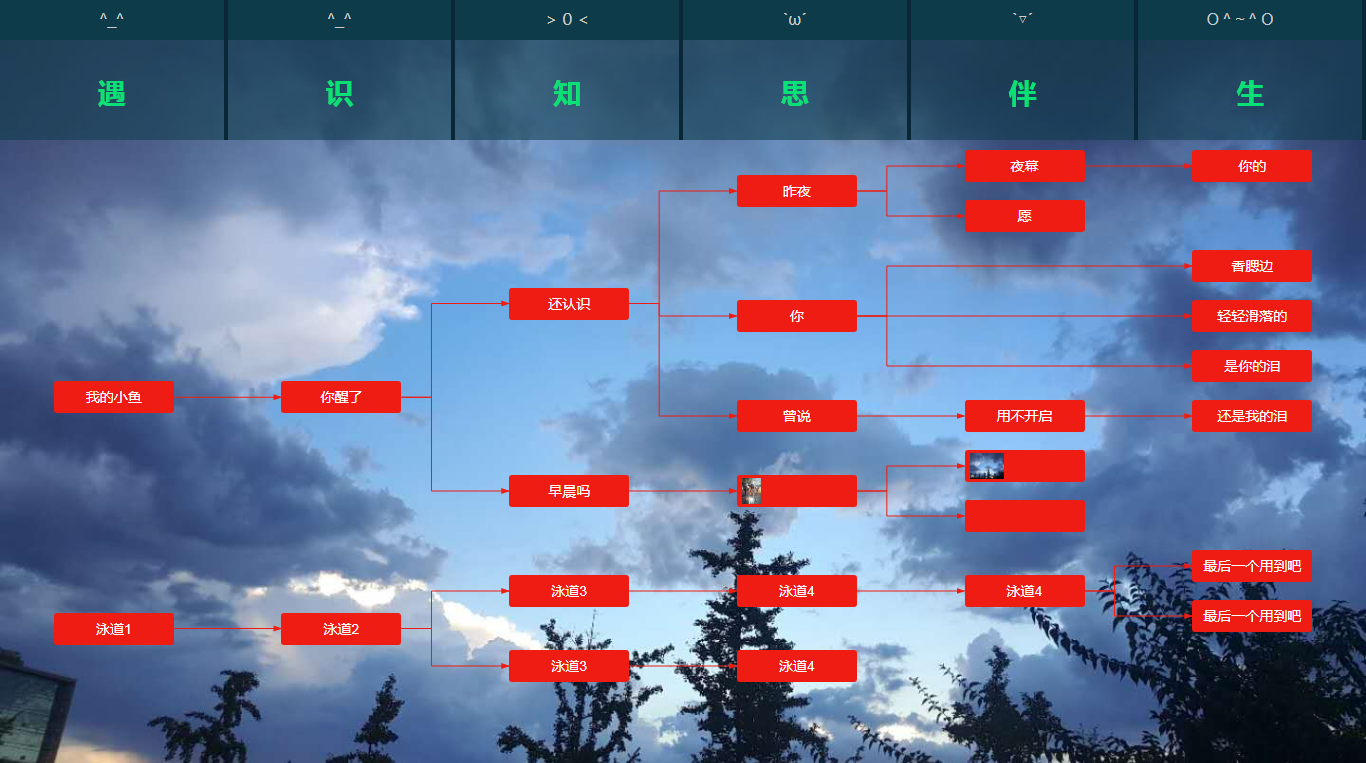 ^_^
^_^
> 0 <
`ω´
`▿´
O ^ ~ ^ O
遇
识
知
思
伴
生
夜幕
你的
昨夜
愿
香腮边
还认识
你
轻轻滑落的
是你的泪
我的小鱼
你醒了
曾说
用不开启
还是我的泪
早晨吗
最后一个用到吧
泳道3
泳道4
泳道4
最后一个用到吧
泳道1
泳道2
泳道3
泳道4